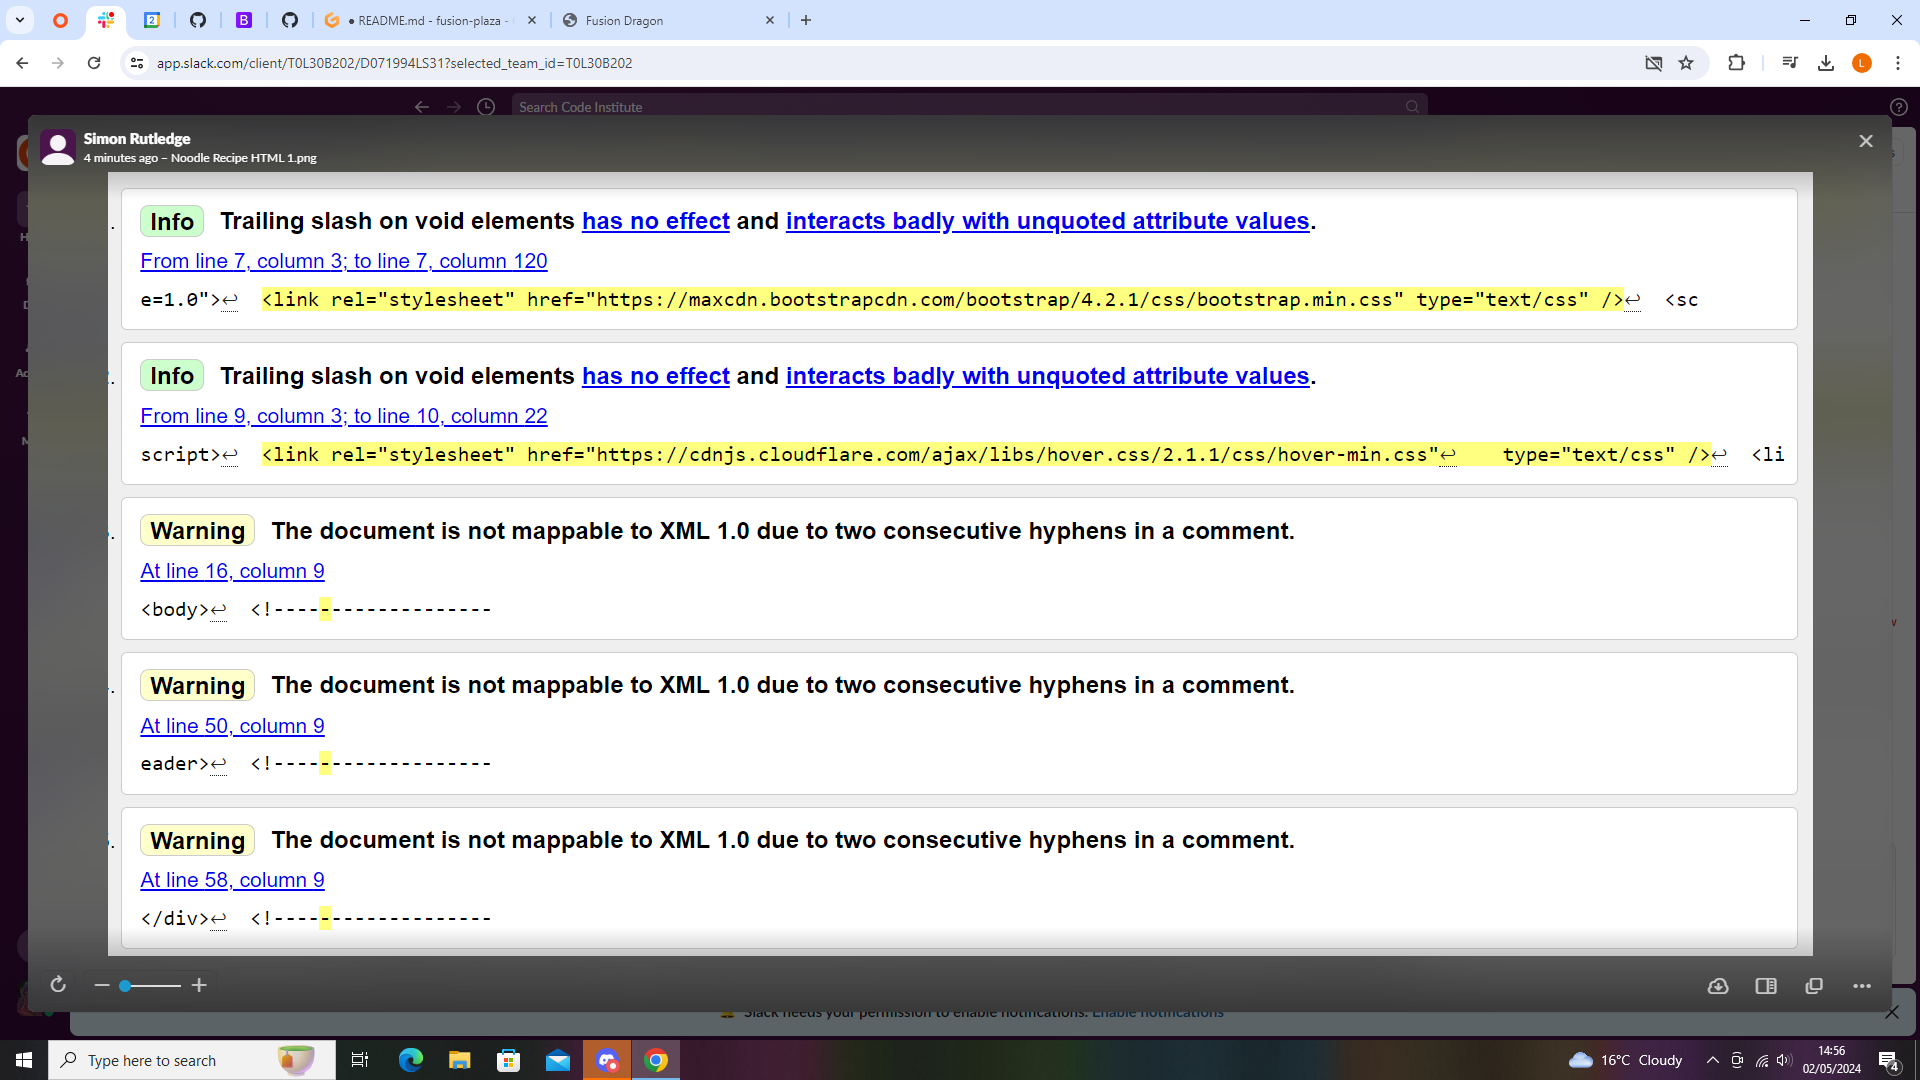 ● README.md - fusion-plaza -
Fusion Dragon
app.slack.com/client/T0L30B202/D071994LS31?selected_team_id=T0L30B202
L
Search Code Institute
Simon Rutledge
4 minutes ago – Noodle Recipe HTML 1.png
Info Trailing slash on void elements has no effect and interacts badly with unquoted attribute values.
From line 7, column 3; to line 7, column 120
e=1.0">↩ <link rel="stylesheet" href="https://maxcdn.bootstrapcdn.com/bootstrap/4.2.1/css/bootstrap.min.css" type="text/css" />↩ <sc
Info Trailing slash on void elements has no effect and interacts badly with unquoted attribute values.
From line 9, column 3; to line 10, column 22
script>↩ <link rel="stylesheet" href="https://cdnjs.cloudflare.com/ajax/libs/hover.css/2.1.1/css/hover-min.css"↩ type="text/css" />↩ <li
Warning The document is not mappable to XML 1.0 due to two consecutive hyphens in a comment.
At line 16, column 9
<body>↩ <!-------------------
Warning The document is not mappable to XML 1.0 due to two consecutive hyphens in a comment.
At line 50, column 9
eader>↩ <!-------------------
Warning The document is not mappable to XML 1.0 due to two consecutive hyphens in a comment.
At line 58, column 9
</div>↩ <!-------------------
Slack needs your permission to enable notifications. Enable notifications
Type here to search
16°C Cloudy
14:56
02/05/2024
4